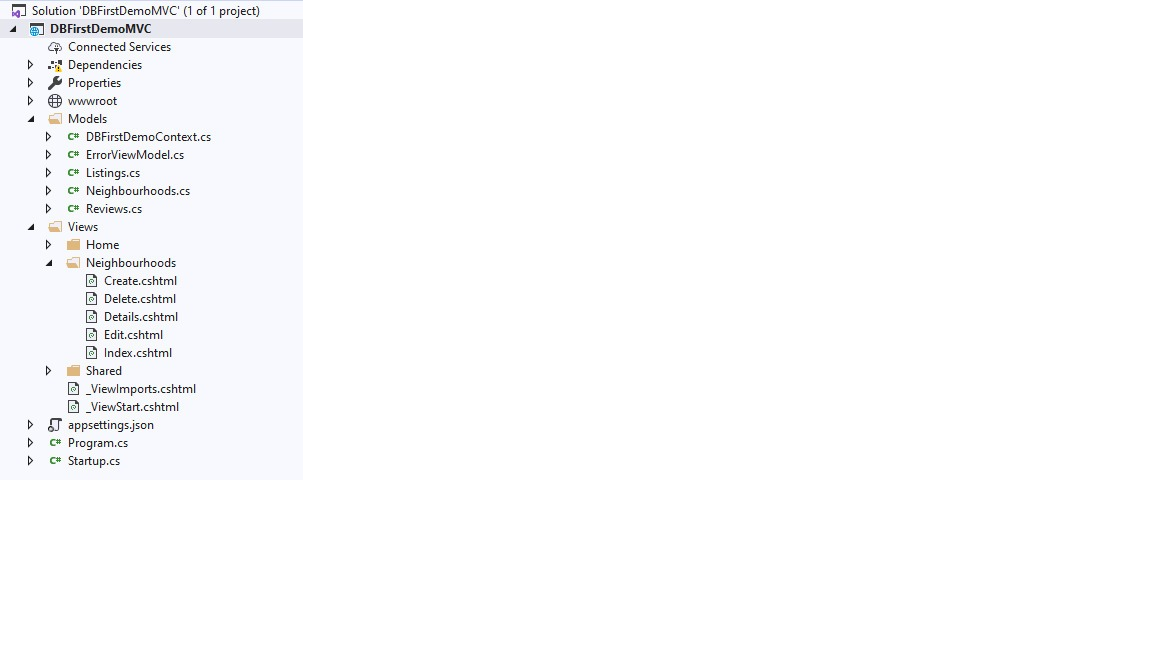 Solution 'DBFirstDemoMVC' (1 of 1 project)
DBFirstDemoMVC
Connected Services
Dependencies
Properties
wwwroot
Models
C# DBFirstDemoContext.cs
C# ErrorViewModel.cs
C# Listings.cs
C# Neighbourhoods.cs
C# Reviews.cs
Views
Home
Neighbourhoods
Create.cshtml
Delete.cshtml
Details.cshtml
Edit.cshtml
Index.cshtml
Shared
_ViewImports.cshtml
_ViewStart.cshtml
appsettings.json
C# Program.cs
C# Startup.cs